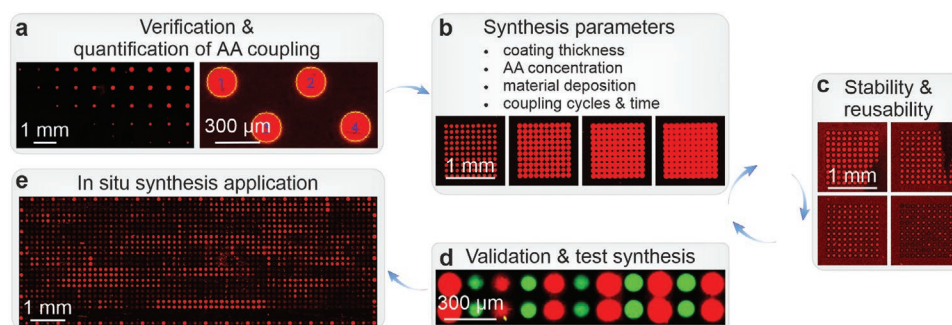 a Verification &
quantification of AA coupling
1 mm
300 µm
1
2
4
b Synthesis parameters
• coating thickness
• AA concentration
• material deposition
• coupling cycles & time
1 mm
c Stability &
reusability
1 mm
d Validation & test synthesis
300 µm
e In situ synthesis application
1 mm